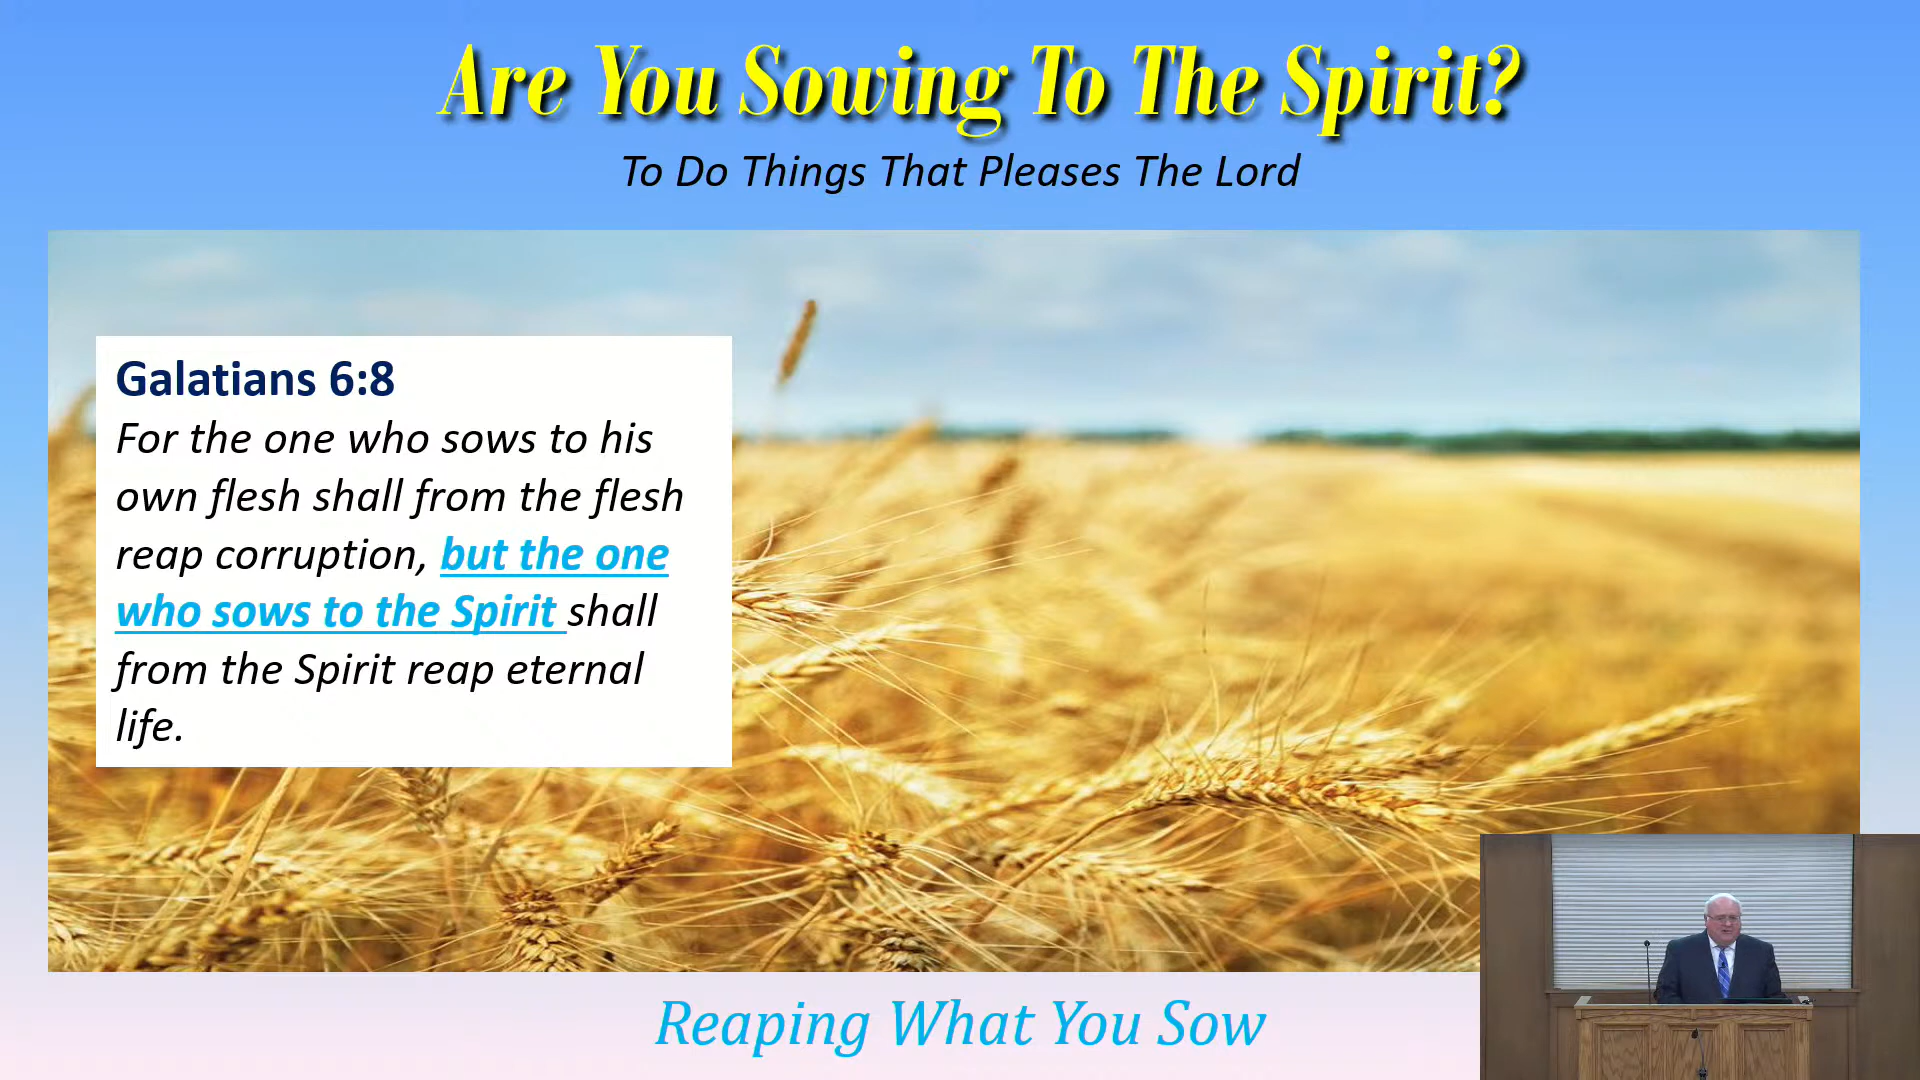 Are You Sowing To The Spirit?
To Do Things That Pleases The Lord
Galatians 6:8
For the one who sows to his
own flesh shall from the flesh
reap corruption, but the one
who sows to the Spirit shall
from the Spirit reap eternal
life.
Reaping What You Sow